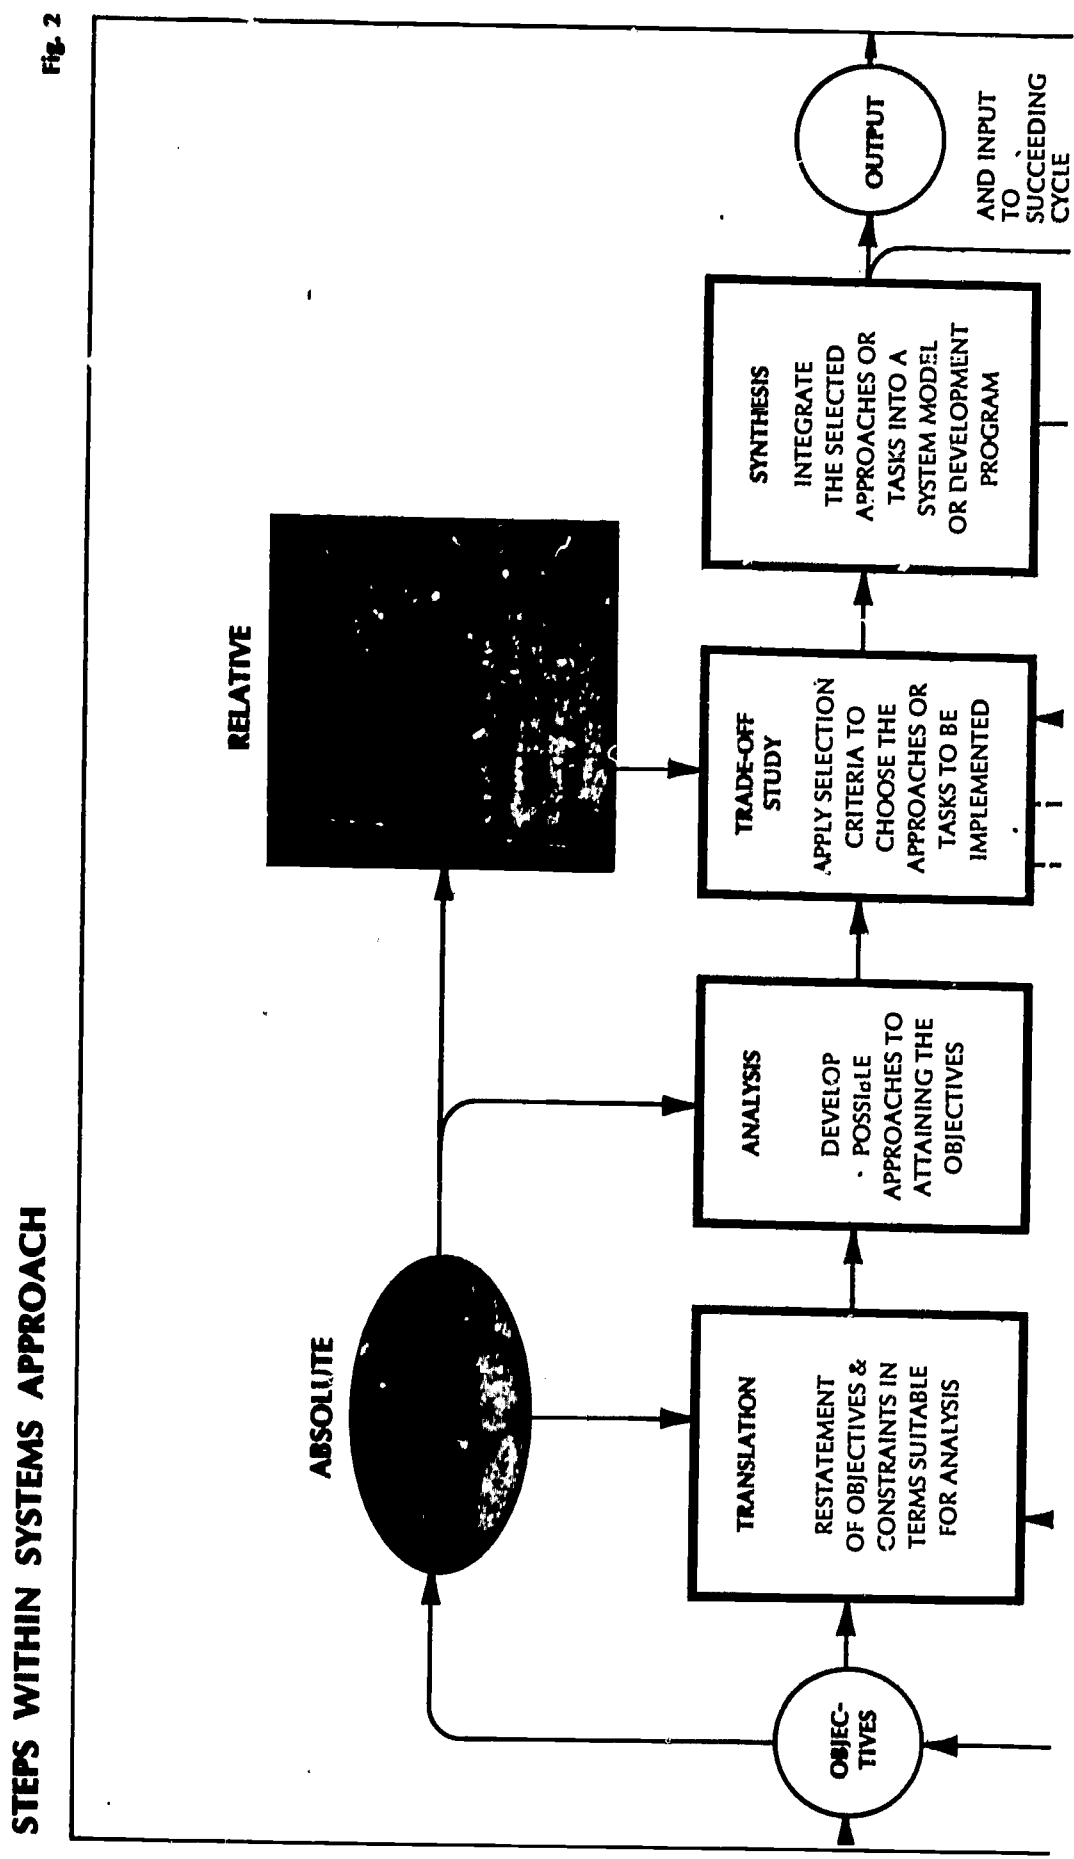 STEPS WITHIN SYSTEMS APPROACH
Fig. 2
ABSOLUTE
RELATIVE
OBJEC-
TIVES
TRANSLATION
RESTATEMENT
OF OBJECTIVES &
CONSTRAINTS IN
TERMS SUITABLE
FOR ANALYSIS
ANALYSIS
DEVELOP
POSSIBLE
APPROACHES TO
ATTAINING THE
OBJECTIVES
TRADE-OFF
STUDY
APPLY SELECTION
CRITERIA TO
CHOOSE THE
APPROACHES OR
TASKS TO BE
IMPLEMENTED
SYNTHESIS
INTEGRATE
THE SELECTED
APPROACHES OR
TASKS INTO A
SYSTEM MODEL
OR DEVELOPMENT
PROGRAM
OUTPUT
AND INPUT
TO
SUCCEEDING
CYCLE